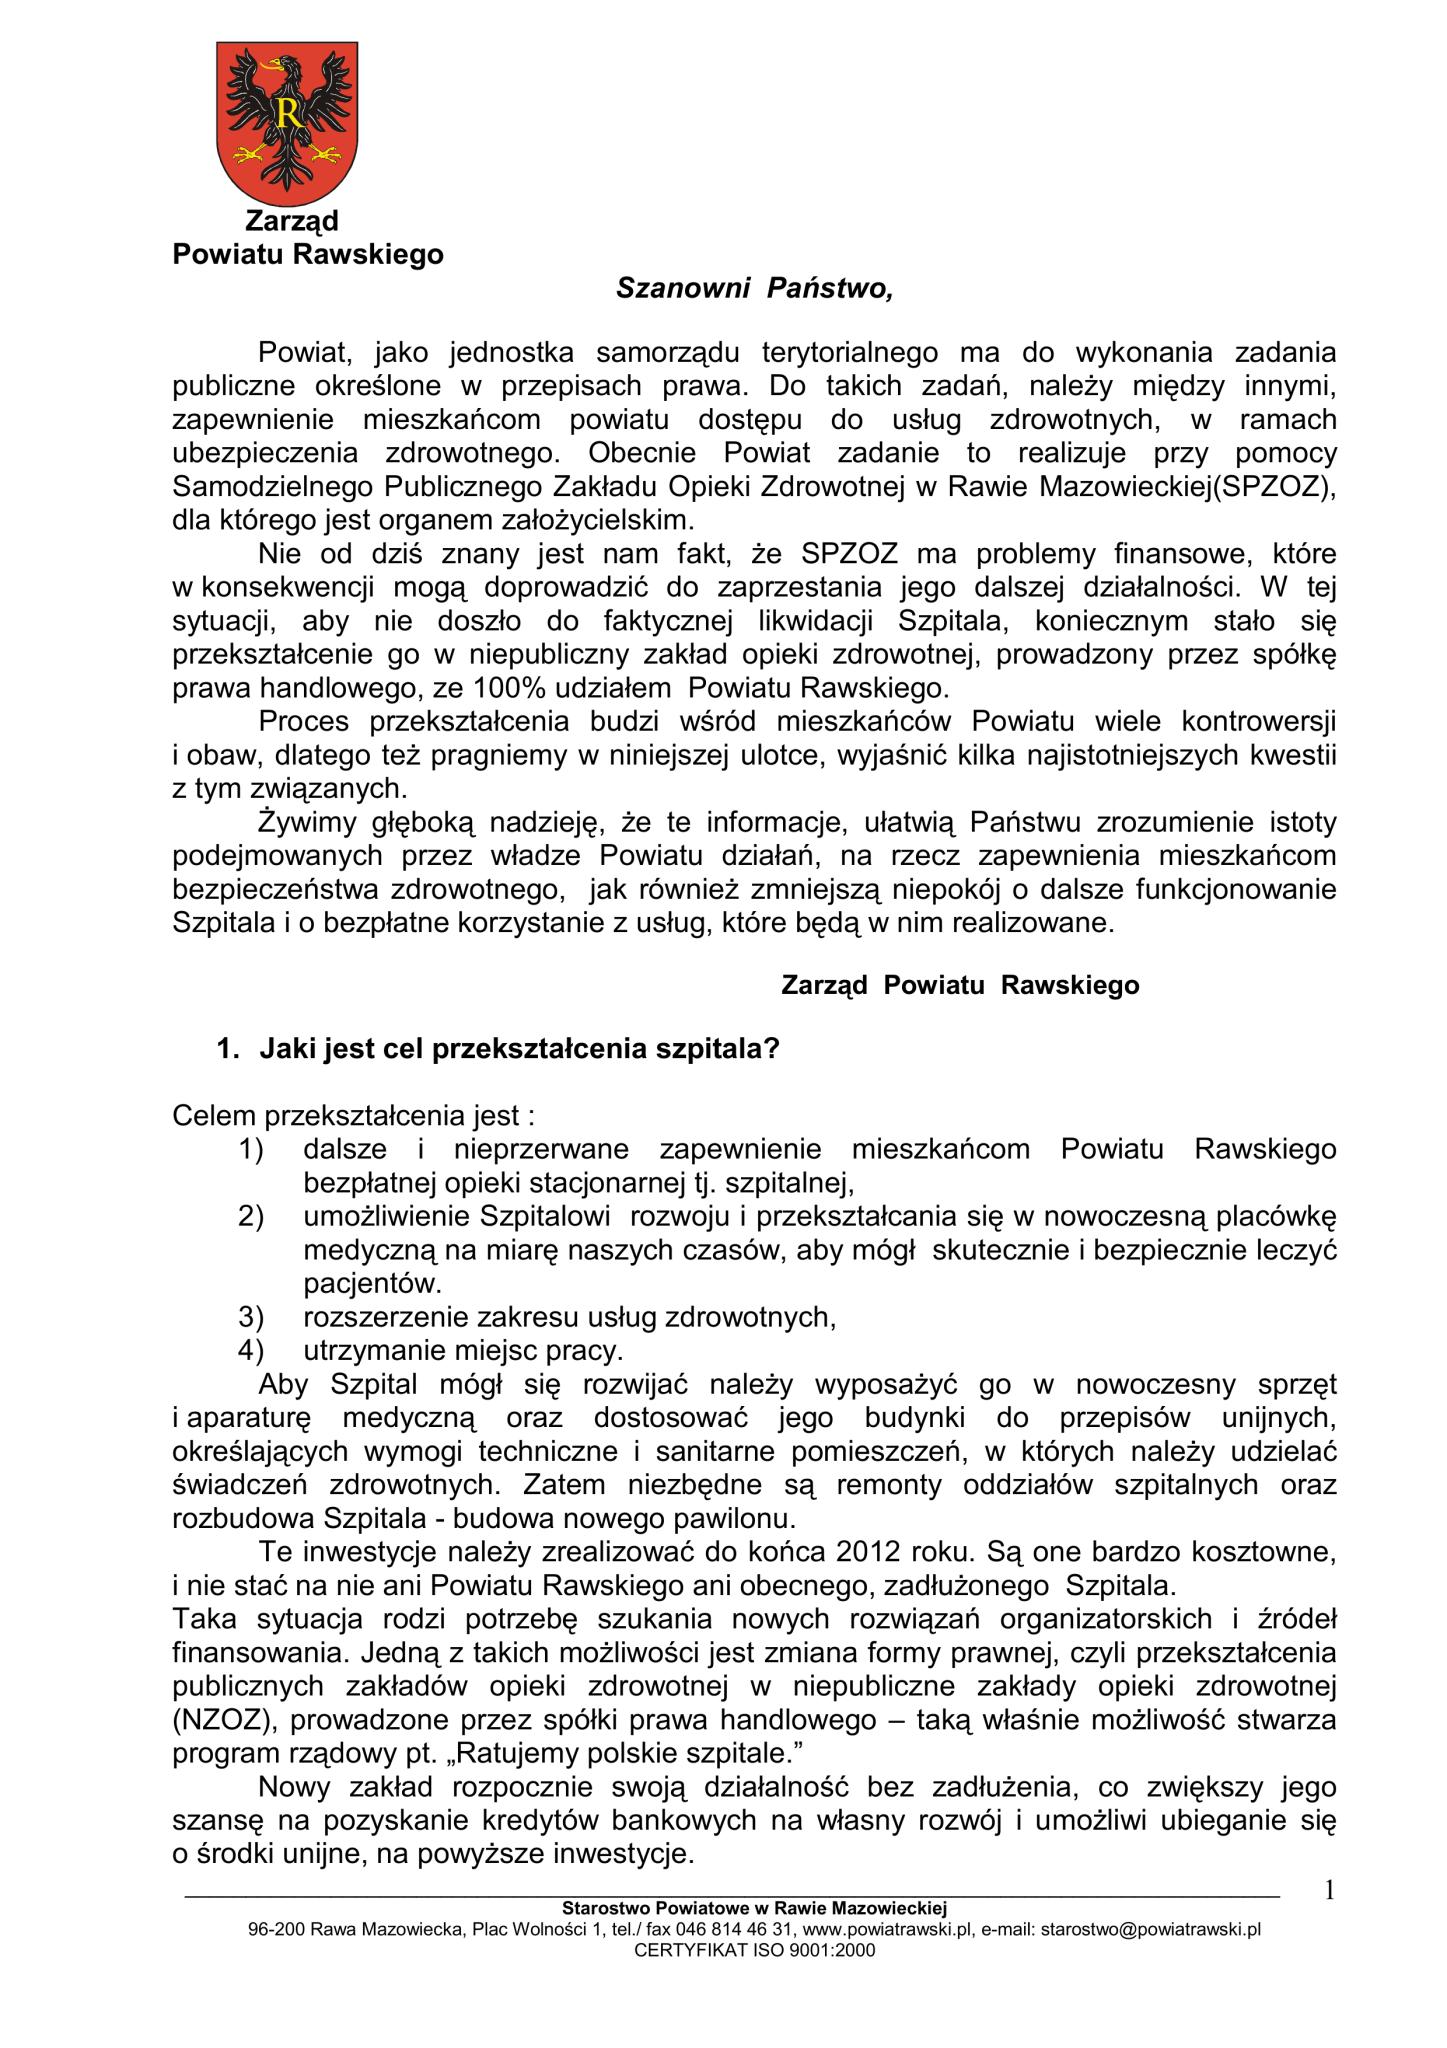 R
Zarząd
Powiatu Rawskiego
Szanowni Państwo,
Powiat, jako jednostka samorządu terytorialnego ma do wykonania zadania
publiczne określone w przepisach prawa. Do takich zadań, należy między innymi,
zapewnienie mieszkańcom powiatu dostępu do usług zdrowotnych, w ramach
ubezpieczenia zdrowotnego. Obecnie Powiat zadanie to realizuje przy pomocy
Samodzielnego Publicznego Zakładu Opieki Zdrowotnej w Rawie Mazowieckiej(SPZOZ),
dla którego jest organem założycielskim.
Nie od dziś znany jest nam fakt, że SPZOZ ma problemy finansowe, które
w konsekwencji mogą doprowadzić do zaprzestania jego dalszej działalności. W tej
sytuacji, aby nie doszło do faktycznej likwidacji Szpitala, koniecznym stało się
przekształcenie go w niepubliczny zakład opieki zdrowotnej, prowadzony przez spółkę
prawa handlowego, ze 100% udziałem Powiatu Rawskiego.
Proces przekształcenia budzi wśród mieszkańców Powiatu wiele kontrowersji
i obaw, dlatego też pragniemy w niniejszej ulotce, wyjaśnić kilka najistotniejszych kwestii
z tym związanych.
Żywimy głęboką nadzieję, że te informacje, ułatwią Państwu zrozumienie istoty
podejmowanych przez władze Powiatu działań, na rzecz zapewnienia mieszkańcom
bezpieczeństwa zdrowotnego, jak również zmniejszą niepokój o dalsze funkcjonowanie
Szpitala i o bezpłatne korzystanie z usług, które będą w nim realizowane.
Zarząd Powiatu Rawskiego
1. Jaki jest cel przekształcenia szpitala?
Celem przekształcenia jest :
1) dalsze i nieprzerwane zapewnienie mieszkańcom Powiatu Rawskiego
bezpłatnej opieki stacjonarnej tj. szpitalnej,
2) umożliwienie Szpitalowi rozwoju i przekształcania się w nowoczesną placówkę
medyczną na miarę naszych czasów, aby mógł skutecznie i bezpiecznie leczyć
pacjentów.
3) rozszerzenie zakresu usług zdrowotnych,
4) utrzymanie miejsc pracy.
Aby Szpital mógł się rozwijać należy wyposażyć go w nowoczesny sprzęt
i aparaturę medyczną oraz dostosować jego budynki do przepisów unijnych,
określających wymogi techniczne i sanitarne pomieszczeń, w których należy udzielać
świadczeń zdrowotnych. Zatem niezbędne są remonty oddziałów szpitalnych oraz
rozbudowa Szpitala - budowa nowego pawilonu.
Te inwestycje należy zrealizować do końca 2012 roku. Są one bardzo kosztowne,
i nie stać na nie ani Powiatu Rawskiego ani obecnego, zadłużonego Szpitala.
Taka sytuacja rodzi potrzebę szukania nowych rozwiązań organizatorskich i źródeł
finansowania. Jedną z takich możliwości jest zmiana formy prawnej, czyli przekształcenia
publicznych zakładów opieki zdrowotnej w niepubliczne zakłady opieki zdrowotnej
(NZOZ), prowadzone przez spółki prawa handlowego – taką właśnie możliwość stwarza
program rządowy pt. „Ratujemy polskie szpitale.”
Nowy zakład rozpocznie swoją działalność bez zadłużenia, co zwiększy jego
szansę na pozyskanie kredytów bankowych na własny rozwój i umożliwi ubieganie się
o środki unijne, na powyższe inwestycje.
1
Starostwo Powiatowe w Rawie Mazowieckiej
96-200 Rawa Mazowiecka, Plac Wolności 1, tel./ fax 046 814 46 31, www.powiatrawski.pl, e-mail: starostwo@powiatrawski.pl
CERTYFIKAT ISO 9001:2000